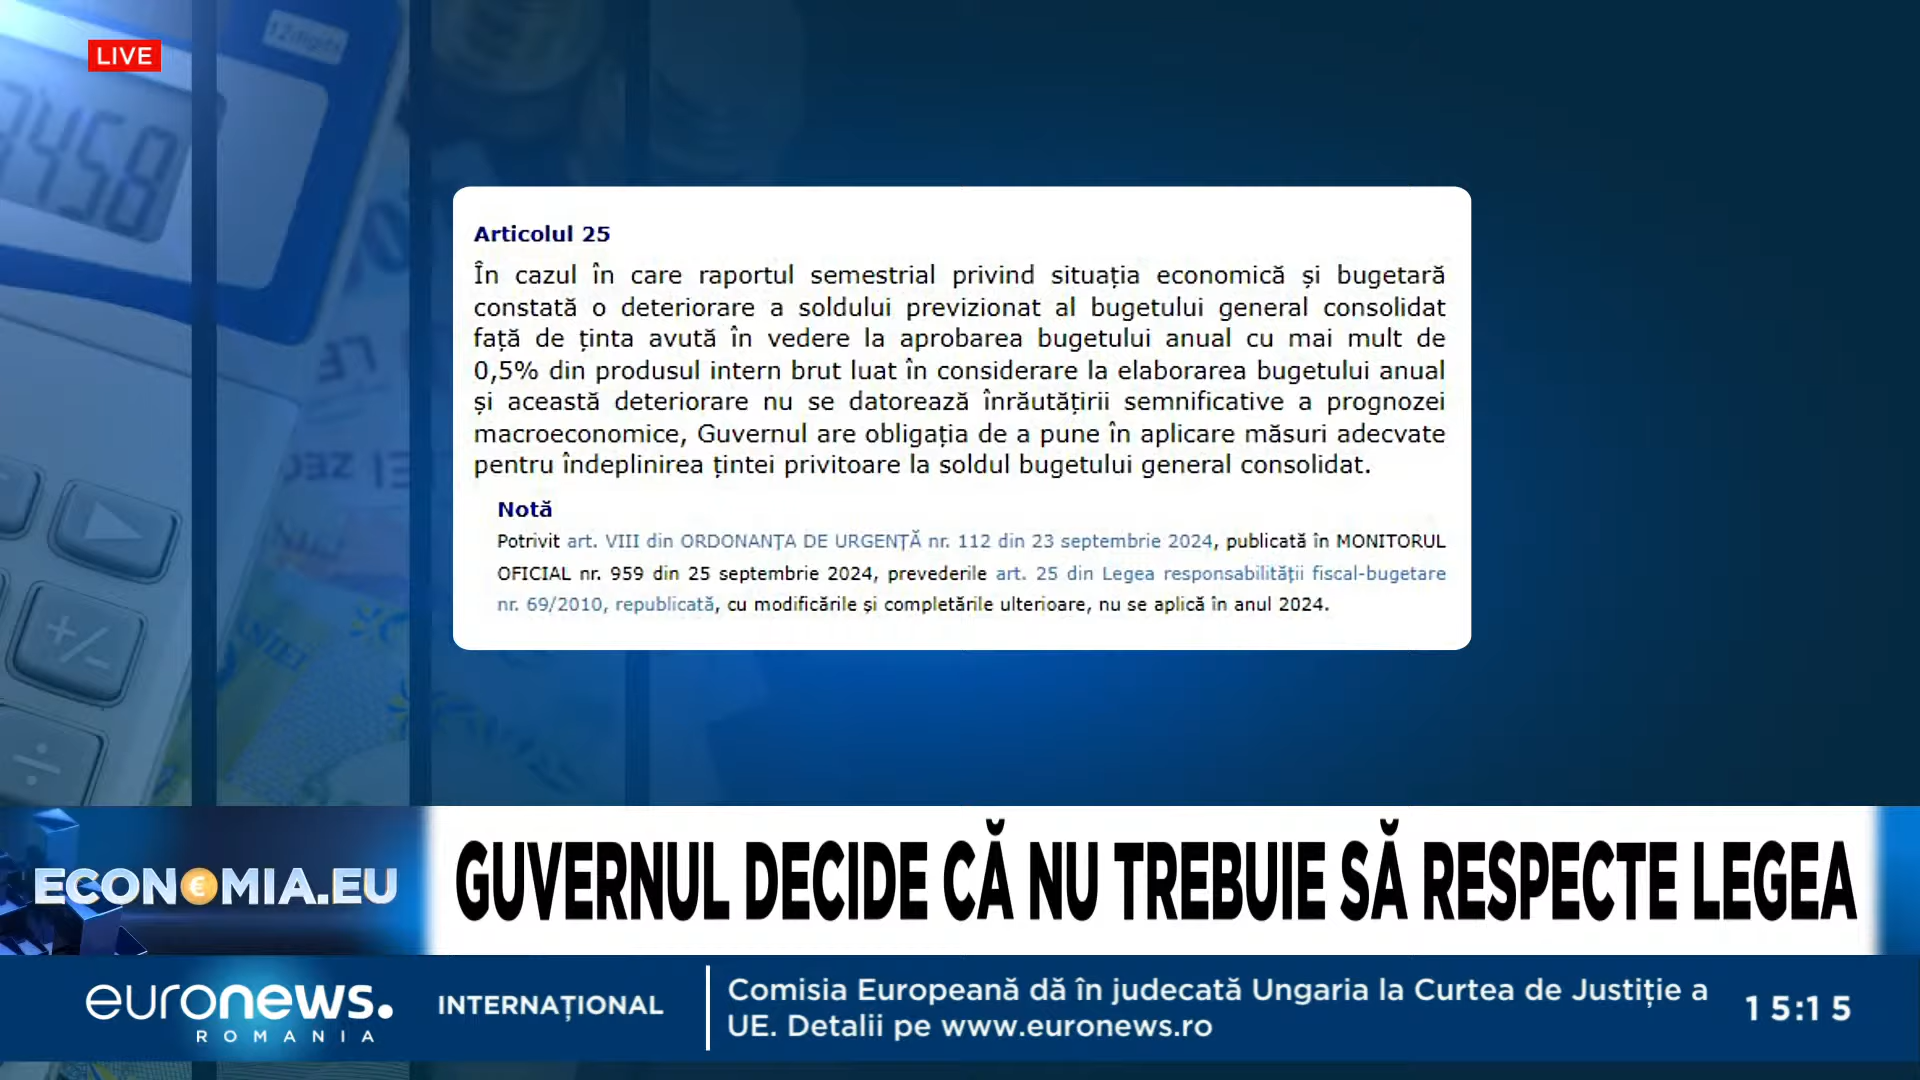 12digits
LIVE
3458
Articolul 25
În cazul în care raportul semestrial privind situația economică și bugetară
constată o deteriorare a soldului previzionat al bugetului general consolidat
față de ținta avută în vedere la aprobarea bugetului anual cu mai mult de
0,5% din produsul intern brut luat în considerare la elaborarea bugetului anual
și această deteriorare nu se datorează înrăutățirii semnificative a prognozei
macroeconomice, Guvernul are obligația de a pune în aplicare măsuri adecvate
pentru îndeplinirea țintei privitoare la soldul bugetului general consolidat.
Notă
Potrivit art. VIII din ORDONANȚA DE URGENȚĂ nr. 112 din 23 septembrie 2024, publicată în MONITORUL
OFICIAL nr. 959 din 25 septembrie 2024, prevederile art. 25 din Legea responsabilității fiscal-bugetare
nr. 69/2010, republicată, cu modificările și completările ulterioare, nu se aplică în anul 2024.
+/-
÷
ECONOMIA.EU
GUVERNUL DECIDE CĂ NU TREBUIE SĂ RESPECTE LEGEA
euronews.
ROMANIA
INTERNAȚIONAL
Comisia Europeană dă în judecată Ungaria la Curtea de Justiție a
UE. Detalii pe www.euronews.ro
15:15